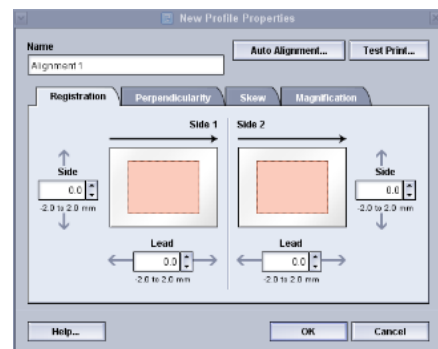 New Profile Properties
Name
Auto Alignment...
Test Print...
Alignment 1
Registration
Perpendicularity
Skew
Magnification
Side 1
Side 2
Side
0.0
-2.0 to 2.0 mm
Side
0.0
-2.0 to 2.0 mm
Lead
0.0
-2.0 to 2.0 mm
Lead
0.0
-2.0 to 2.0 mm
Help...
OK
Cancel